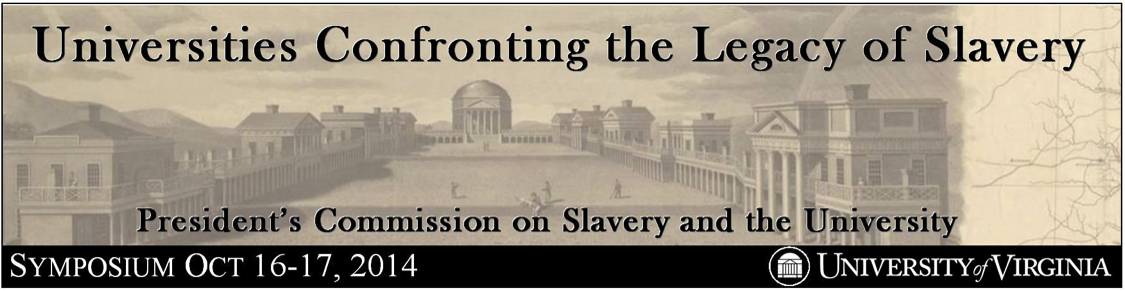 Universities Confronting the Legacy of Slavery
President's Commission on Slavery and the University
SYMPOSIUM OCT 16-17, 2014
UNIVERSITY of VIRGINIA